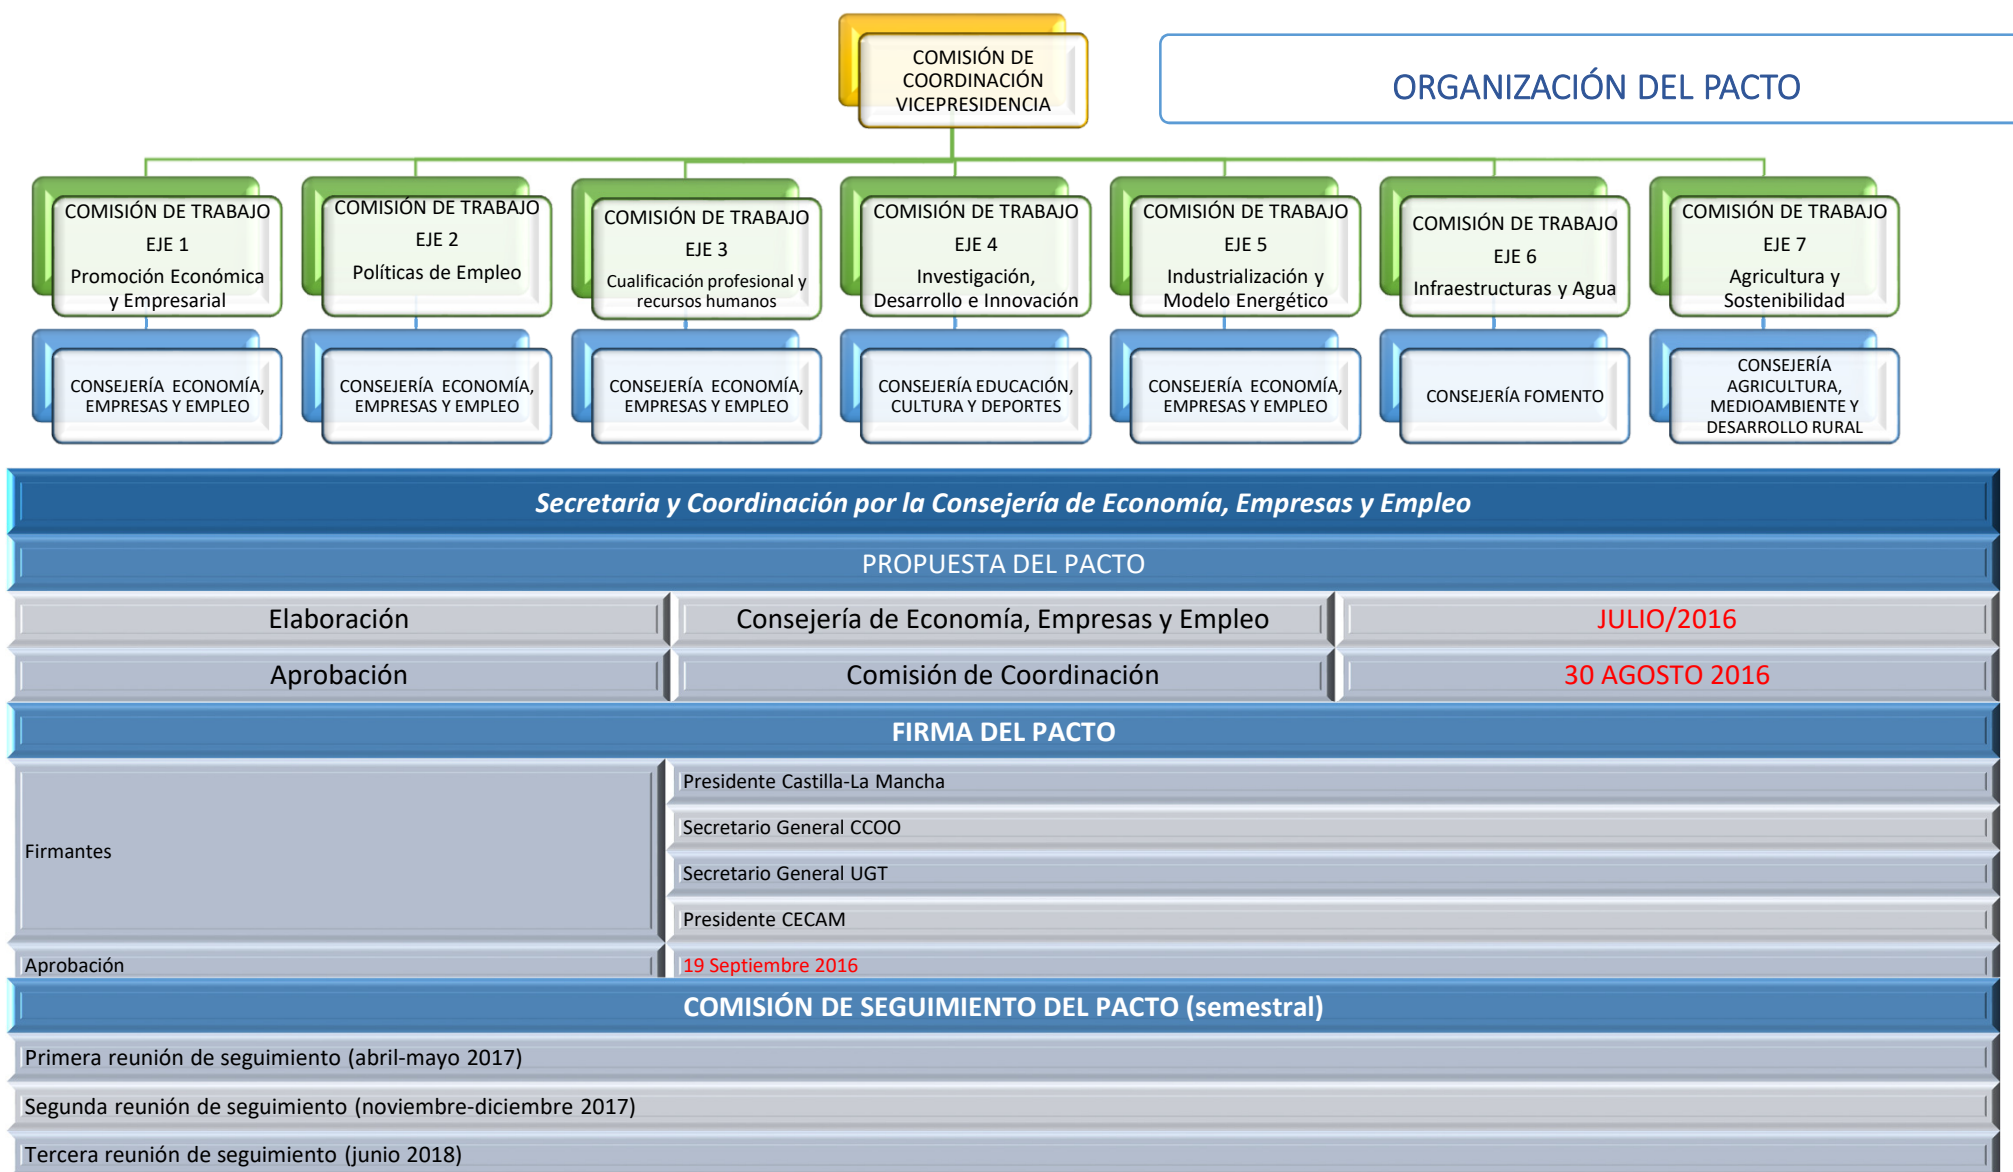 COMISIÓN DE
COORDINACIÓN
VICEPRESIDENCIA
ORGANIZACIÓN DEL PACTO
COMISIÓN DE TRABAJO
EJE 1
Promoción Económica
y Empresarial
COMISIÓN DE TRABAJO
EJE 2
Políticas de Empleo
COMISIÓN DE TRABAJO
EJE 3
Cualificación profesional y
recursos humanos
COMISIÓN DE TRABAJO
EJE 4
Investigación,
Desarrollo e Innovación
COMISIÓN DE TRABAJO
EJE 5
Industrialización y
Modelo Energético
COMISIÓN DE TRABAJO
EJE 6
Infraestructuras y Agua
COMISIÓN DE TRABAJO
EJE 7
Agricultura y
Sostenibilidad
CONSEJERÍA ECONOMÍA,
EMPRESAS Y EMPLEO
CONSEJERÍA ECONOMÍA,
EMPRESAS Y EMPLEO
CONSEJERÍA ECONOMÍA,
EMPRESAS Y EMPLEO
CONSEJERÍA EDUCACIÓN,
CULTURA Y DEPORTES
CONSEJERÍA ECONOMÍA,
EMPRESAS Y EMPLEO
CONSEJERÍA FOMENTO
CONSEJERÍA
AGRICULTURA,
MEDIOAMBIENTE Y
DESARROLLO RURAL
Secretaria y Coordinación por la Consejería de Economía, Empresas y Empleo
PROPUESTA DEL PACTO
Elaboración
Consejería de Economía, Empresas y Empleo
JULIO/2016
Aprobación
Comisión de Coordinación
30 AGOSTO 2016
FIRMA DEL PACTO
Firmantes
Presidente Castilla-La Mancha
Secretario General CCOO
Secretario General UGT
Presidente CECAM
Aprobación
19 Septiembre 2016
COMISIÓN DE SEGUIMIENTO DEL PACTO (semestral)
Primera reunión de seguimiento (abril-mayo 2017)
Segunda reunión de seguimiento (noviembre-diciembre 2017)
Tercera reunión de seguimiento (junio 2018)